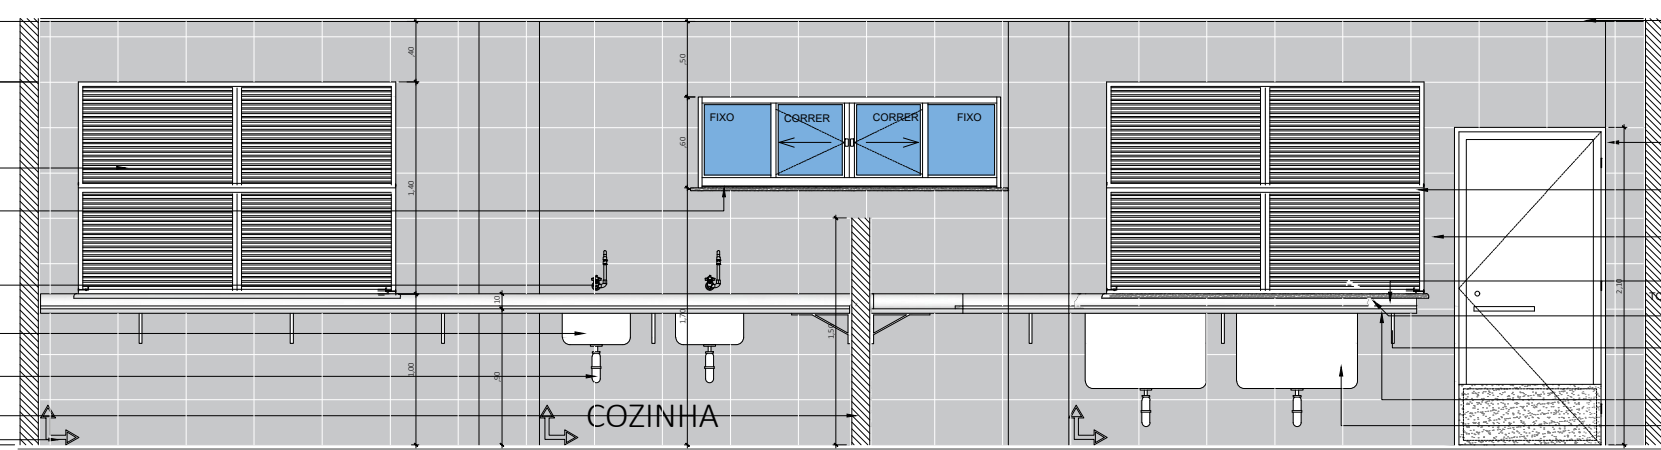 ,40
,50
FIXO
CORRER
CORRER
FIXO
,60
1,40
2,10
,10
1,70
1,50
1,00
,90
COZINHA